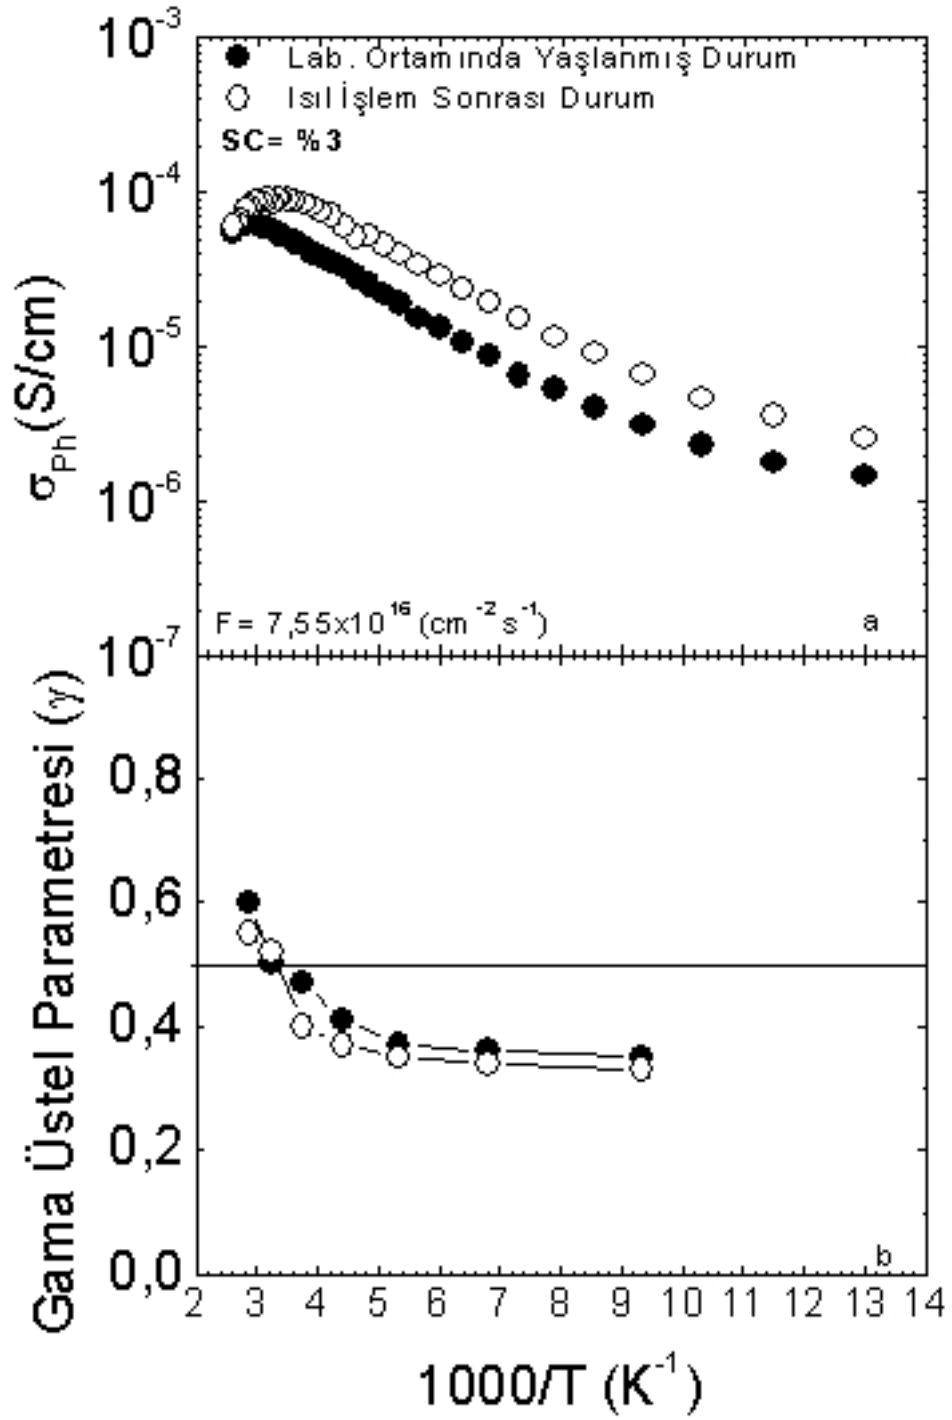 10⁻³
● Lab. Ortamında Yaşlanmış Durum
○ Isıl İşlem Sonrası Durum
SC= %3
10⁻⁴
10⁻⁵
10⁻⁶
10⁻⁷
σPh(S/cm)
F = 7,55x10¹⁶ (cm⁻² s⁻¹)
a
Gama Üstel Parametresi (γ)
0,8
0,6
0,4
0,2
0,0
b
2 3 4 5 6 7 8 9 10 11 12 13 14
1000/T (K⁻¹)